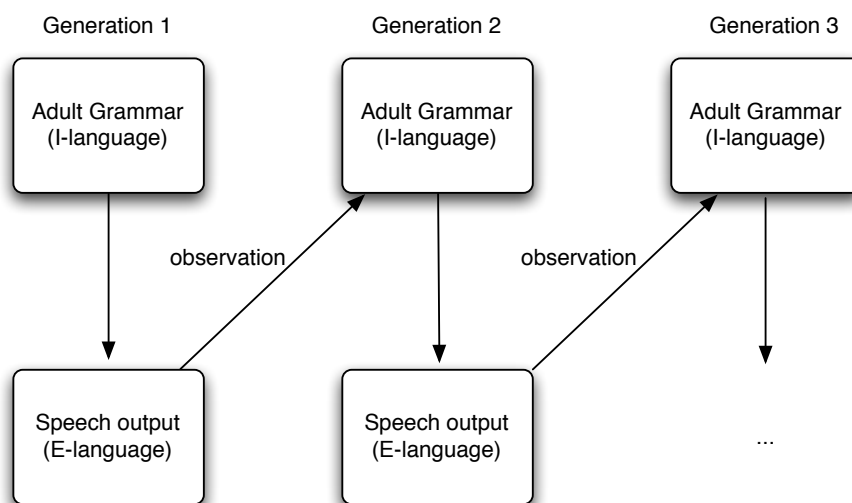 Generation 1
Generation 2
Generation 3
Adult Grammar
(I-language)
Adult Grammar
(I-language)
Adult Grammar
(I-language)
observation
observation
Speech output
(E-language)
Speech output
(E-language)
...